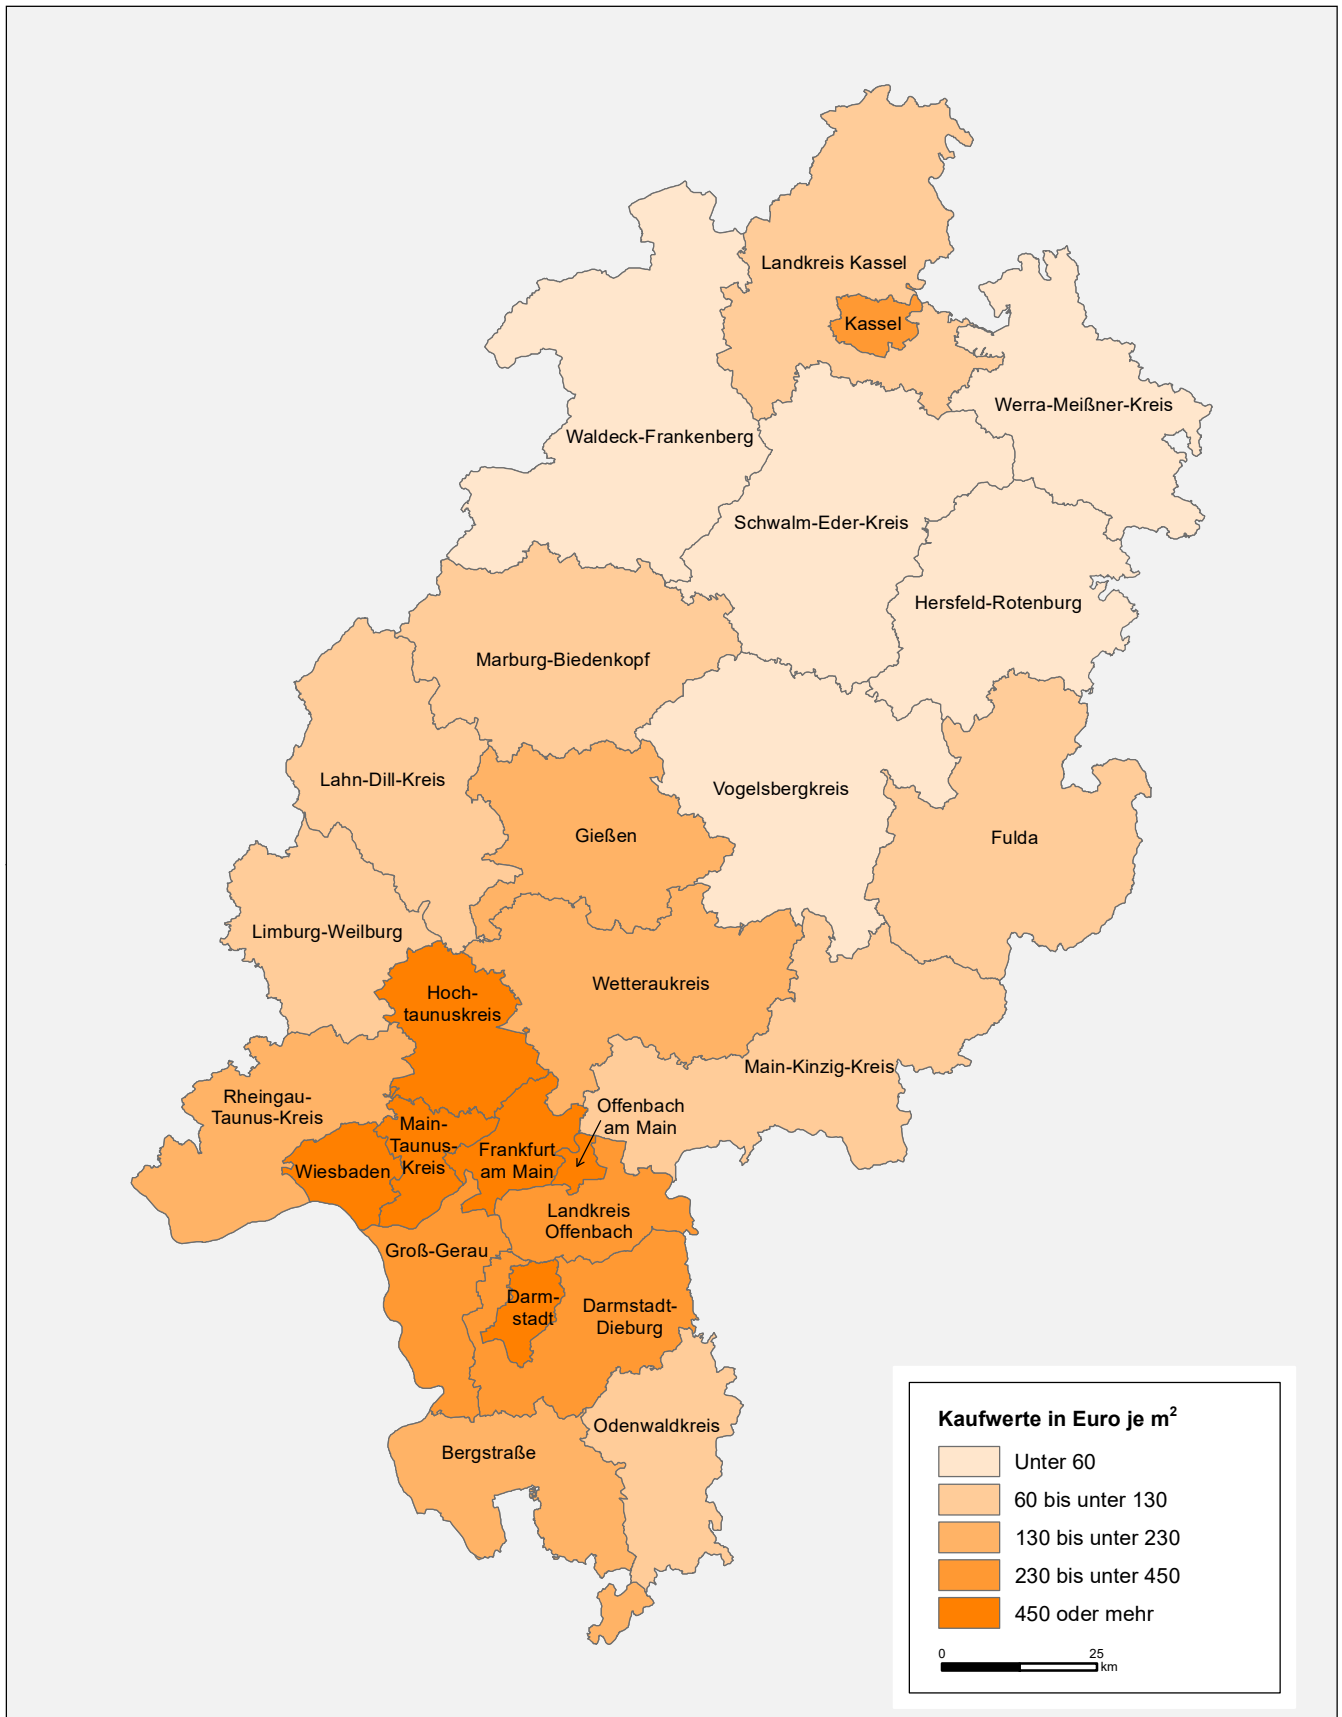 Landkreis Kassel
Kassel
Werra-Meißner-Kreis
Waldeck-Frankenberg
Schwalm-Eder-Kreis
Hersfeld-Rotenburg
Marburg-Biedenkopf
Lahn-Dill-Kreis
Vogelsbergkreis
Gießen
Fulda
Limburg-Weilburg
Wetteraukreis
Hoch-
taunuskreis
Main-Kinzig-Kreis
Rheingau-
Taunus-Kreis
Offenbach
am Main
Main-
Taunus-
Kreis
Frankfurt
am Main
Wiesbaden
Landkreis
Offenbach
Groß-Gerau
Darm-
stadt
Darmstadt-
Dieburg
Odenwaldkreis
Bergstraße
Kaufwerte in Euro je m²
Unter 60
60 bis unter 130
130 bis unter 230
230 bis unter 450
450 oder mehr
0 25
km